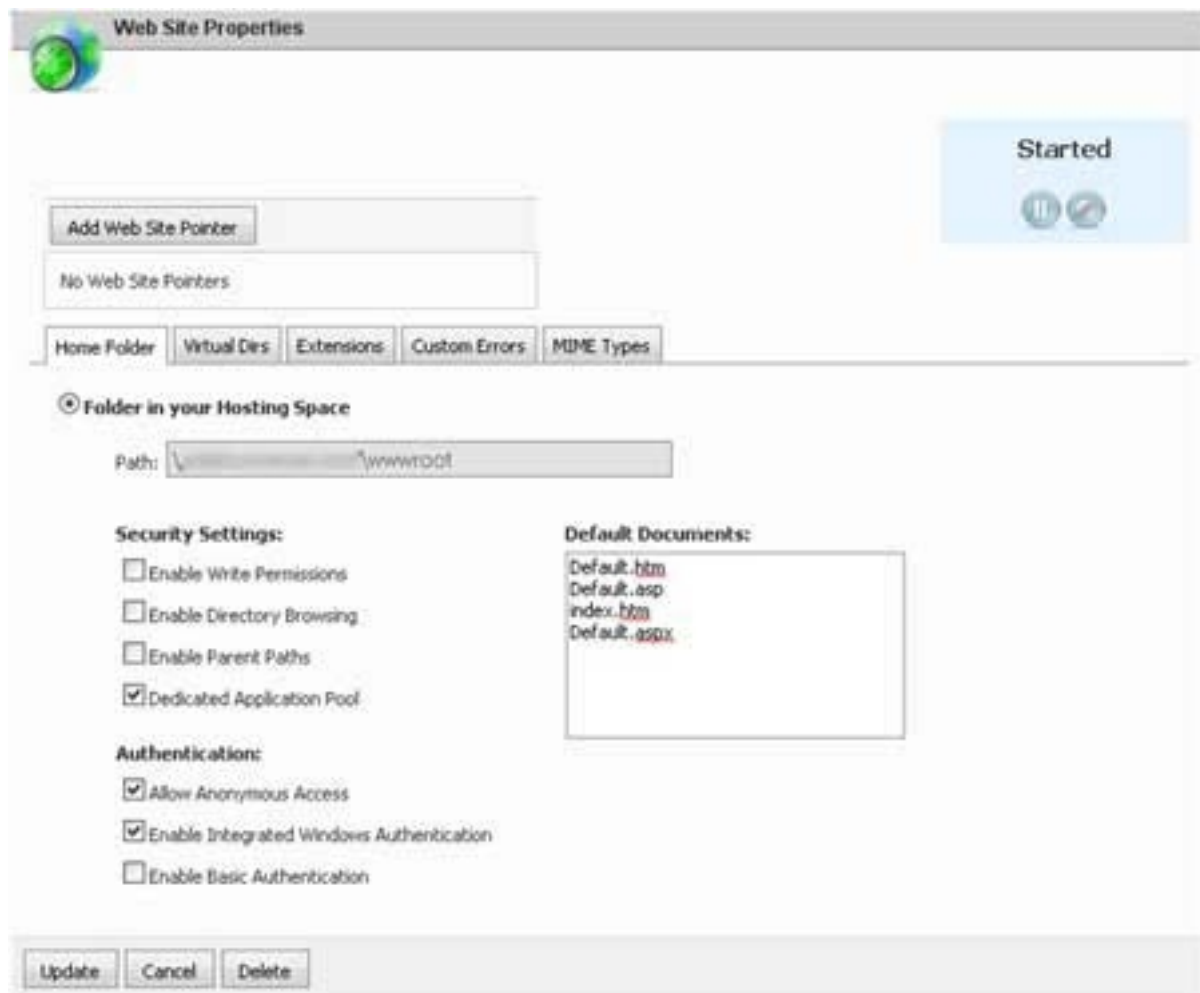 Web Site Properties
Started
Add Web Site Pointer
No Web Site Pointers
Home Folder Virtual Dirs Extensions Custom Errors MIME Types
Folder in your Hosting Space
Path: \ \wwwroot
Security Settings:
Enable Write Permissions
Enable Directory Browsing
Enable Parent Paths
Dedicated Application Pool
Default Documents:
Default.htm
Default.asp
index.htm
Default.aspx
Authentication:
Allow Anonymous Access
Enable Integrated Windows Authentication
Enable Basic Authentication
Update Cancel Delete